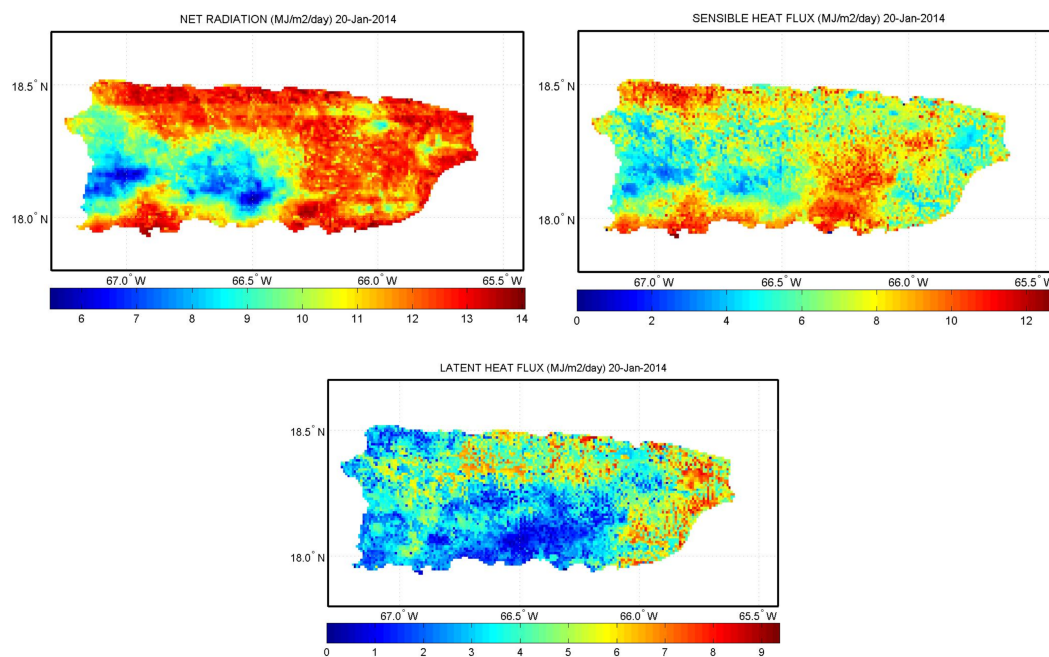 NET RADIATION (MJ/m2/day) 20-Jan-2014
18.5° N
18.0° N
67.0° W 66.5° W 66.0° W 65.5° W
6 7 8 9 10 11 12 13 14
SENSIBLE HEAT FLUX (MJ/m2/day) 20-Jan-2014
18.5° N
18.0° N
67.0° W 66.5° W 66.0° W 65.5° W
0 2 4 6 8 10 12
LATENT HEAT FLUX (MJ/m2/day) 20-Jan-2014
18.5° N
18.0° N
67.0° W 66.5° W 66.0° W 65.5° W
0 1 2 3 4 5 6 7 8 9